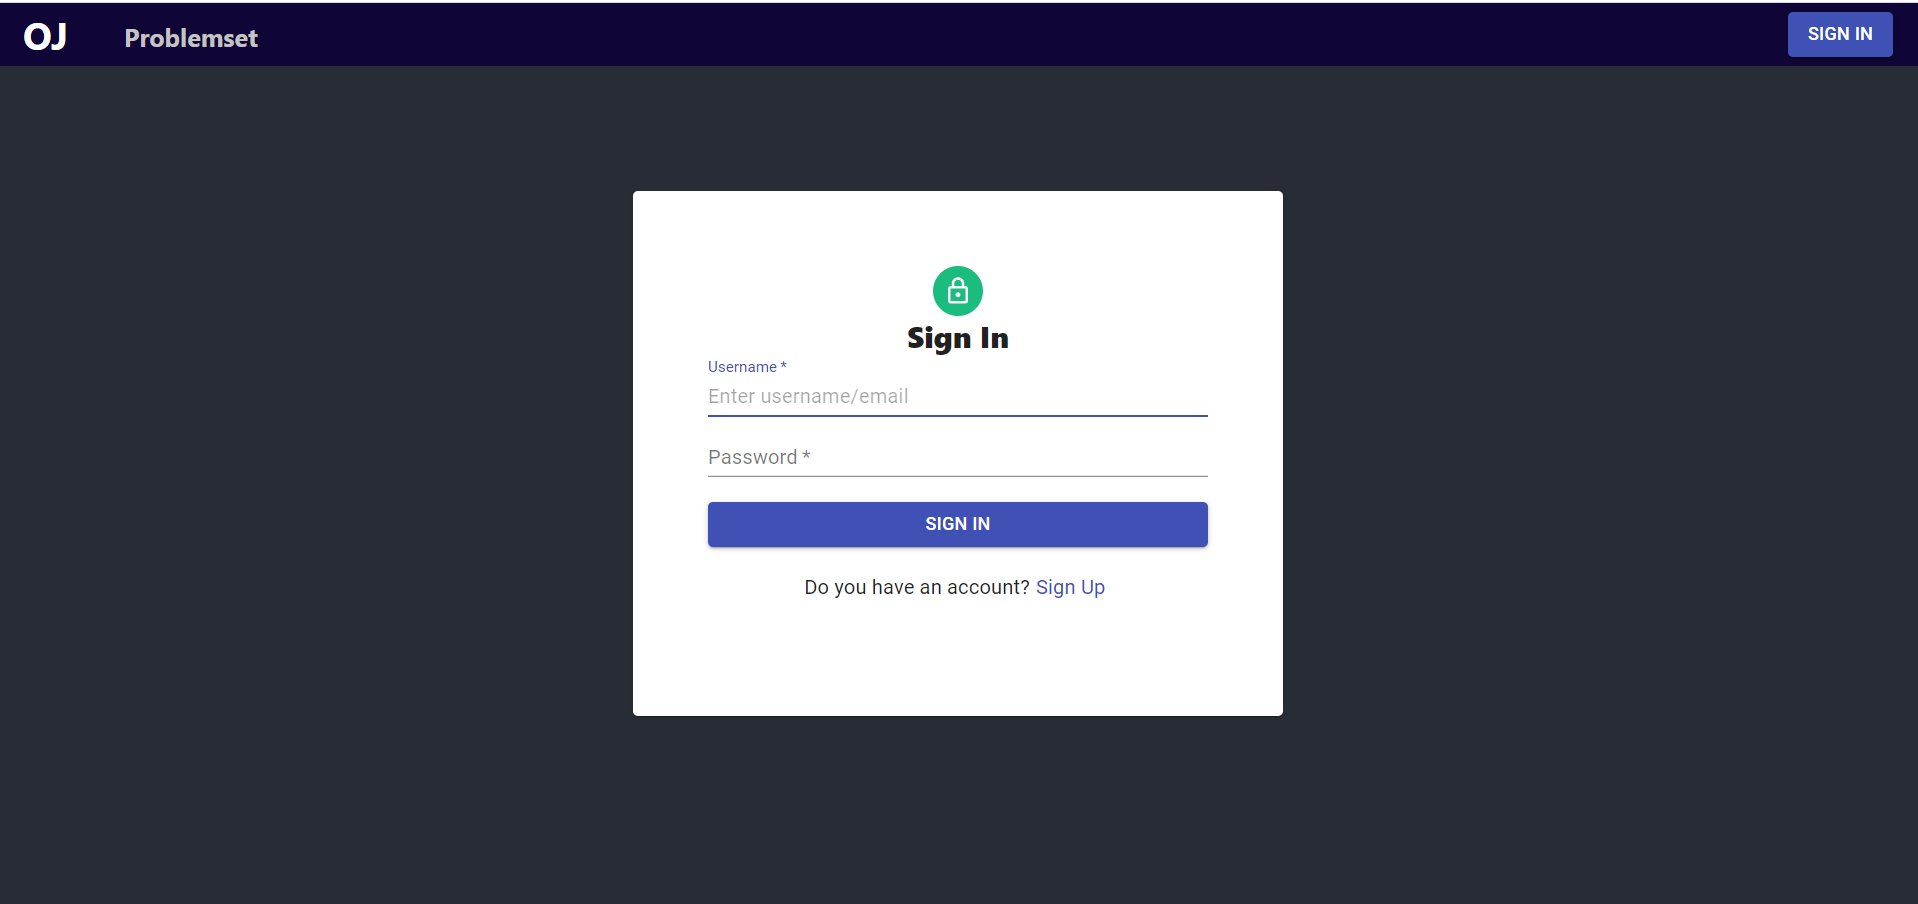 OJ Problemset SIGN IN
Sign In
Username *
Enter username/email
Password *
SIGN IN
Do you have an account? Sign Up